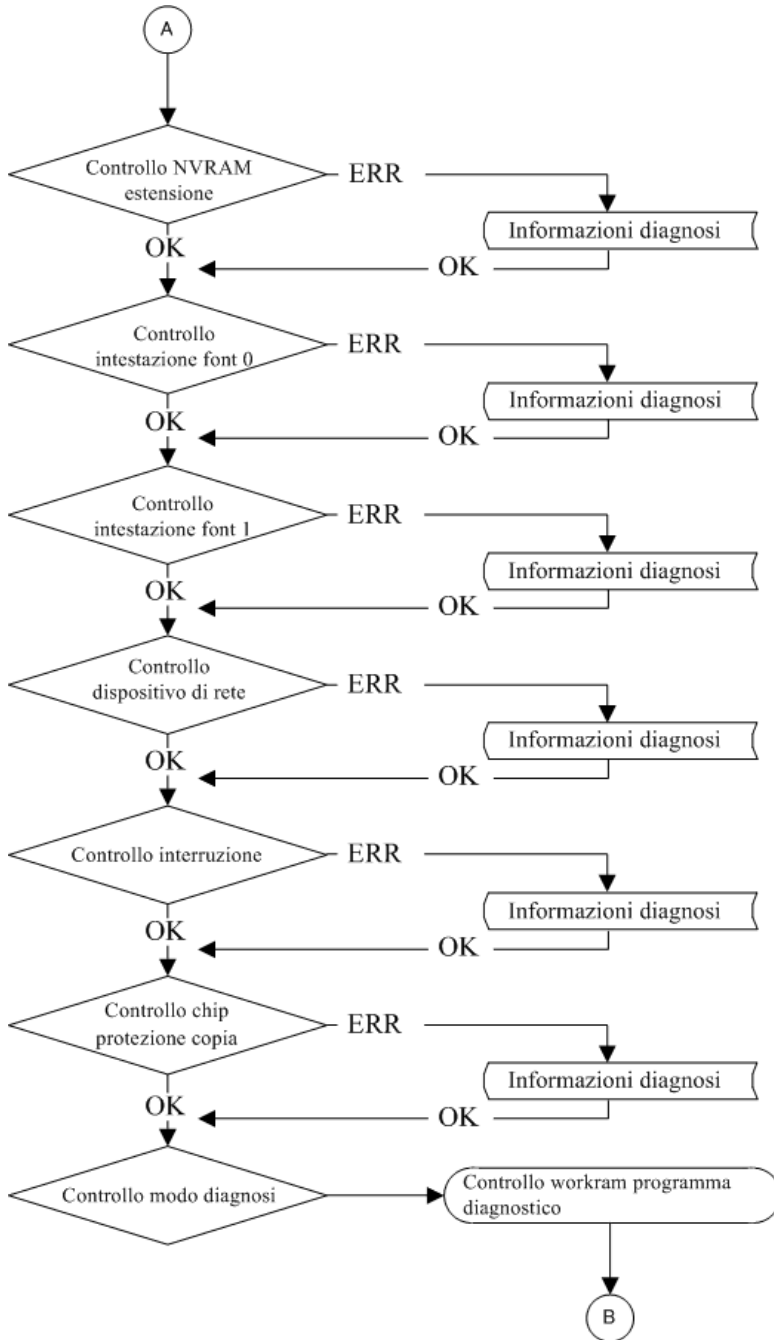 A
Controllo NVRAM
estensione
ERR
Informazioni diagnosi
OK
OK
Controllo
intestazione font 0
ERR
Informazioni diagnosi
OK
OK
Controllo
intestazione font 1
ERR
Informazioni diagnosi
OK
OK
Controllo
dispositivo di rete
ERR
Informazioni diagnosi
OK
OK
Controllo interruzione
ERR
Informazioni diagnosi
OK
OK
Controllo chip
protezione copia
ERR
Informazioni diagnosi
OK
OK
Controllo modo diagnosi
Controllo workram programma
diagnostico
B